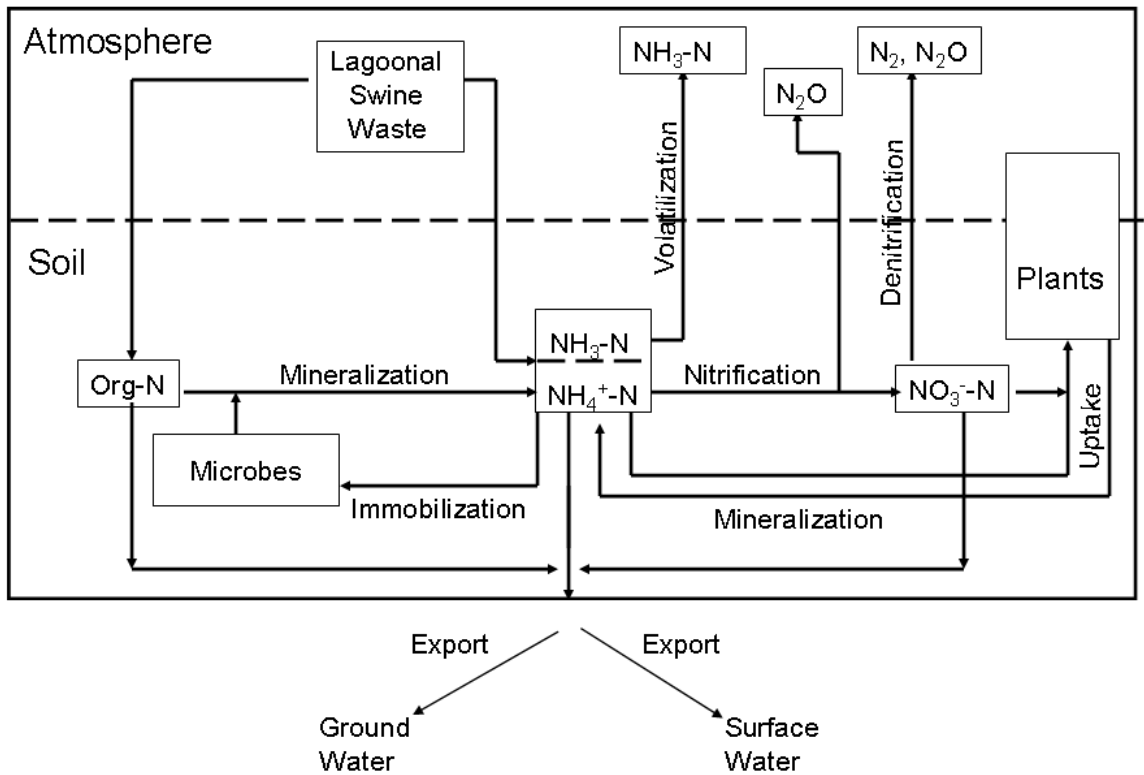 Atmosphere
Lagoonal
Swine
Waste
NH₃-N
N₂O
N₂, N₂O
Volatilization
Denitrification
Soil
Plants
NH₃-N
Org-N
Mineralization
NH₄⁺-N
Nitrification
NO₃⁻-N
Uptake
Microbes
Immobilization
Mineralization
Export
Export
Ground
Water
Surface
Water